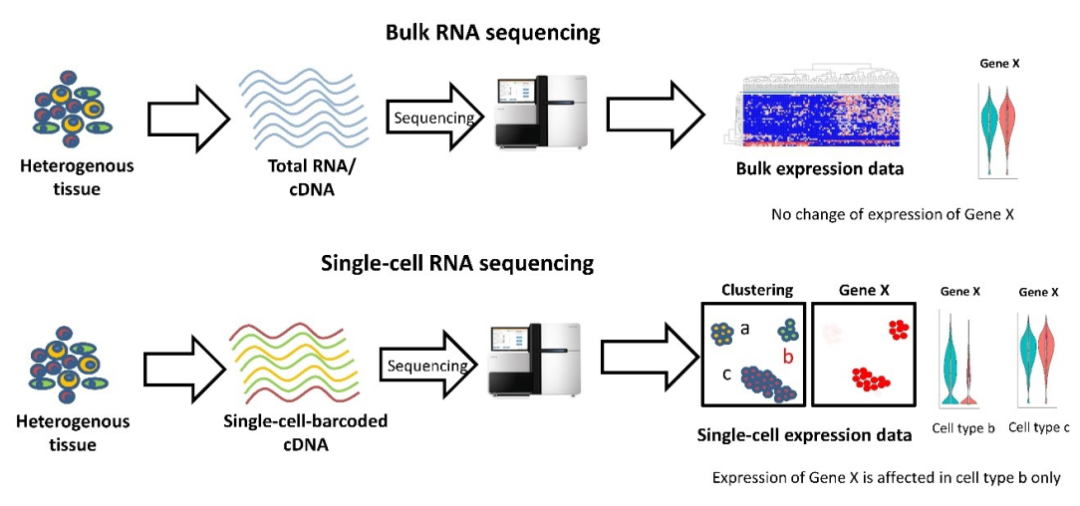 Bulk RNA sequencing
Gene X
Sequencing
Heterogenous
tissue
Total RNA/
cDNA
Bulk expression data
No change of expression of Gene X
Single-cell RNA sequencing
Clustering
Gene X
Gene X
Gene X
a
b
c
Sequencing
Heterogenous
tissue
Single-cell-barcoded
cDNA
Single-cell expression data
Cell type b
Cell type c
Expression of Gene X is affected in cell type b only